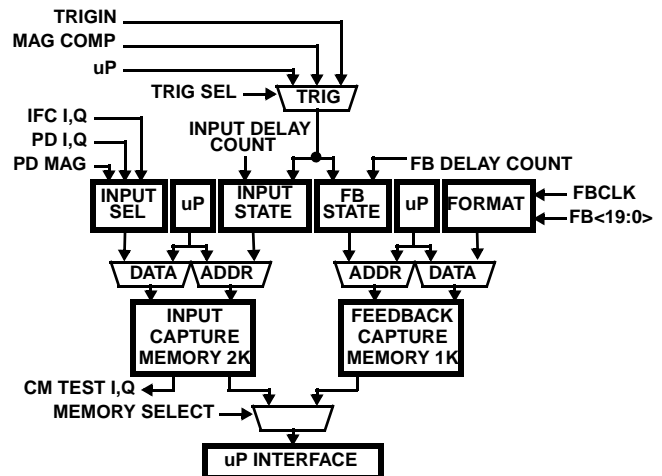 TRIGIN
MAG COMP
uP
TRIG SEL
TRIG
IFC I,Q
PD I,Q
PD MAG
INPUT DELAY
COUNT
FB DELAY COUNT
INPUT
SEL
uP
INPUT
STATE
FB
STATE
uP
FORMAT
FBCLK
FB<19:0>
DATA
ADDR
ADDR
DATA
INPUT
CAPTURE
MEMORY 2K
FEEDBACK
CAPTURE
MEMORY 1K
CM TEST I,Q
MEMORY SELECT
uP INTERFACE